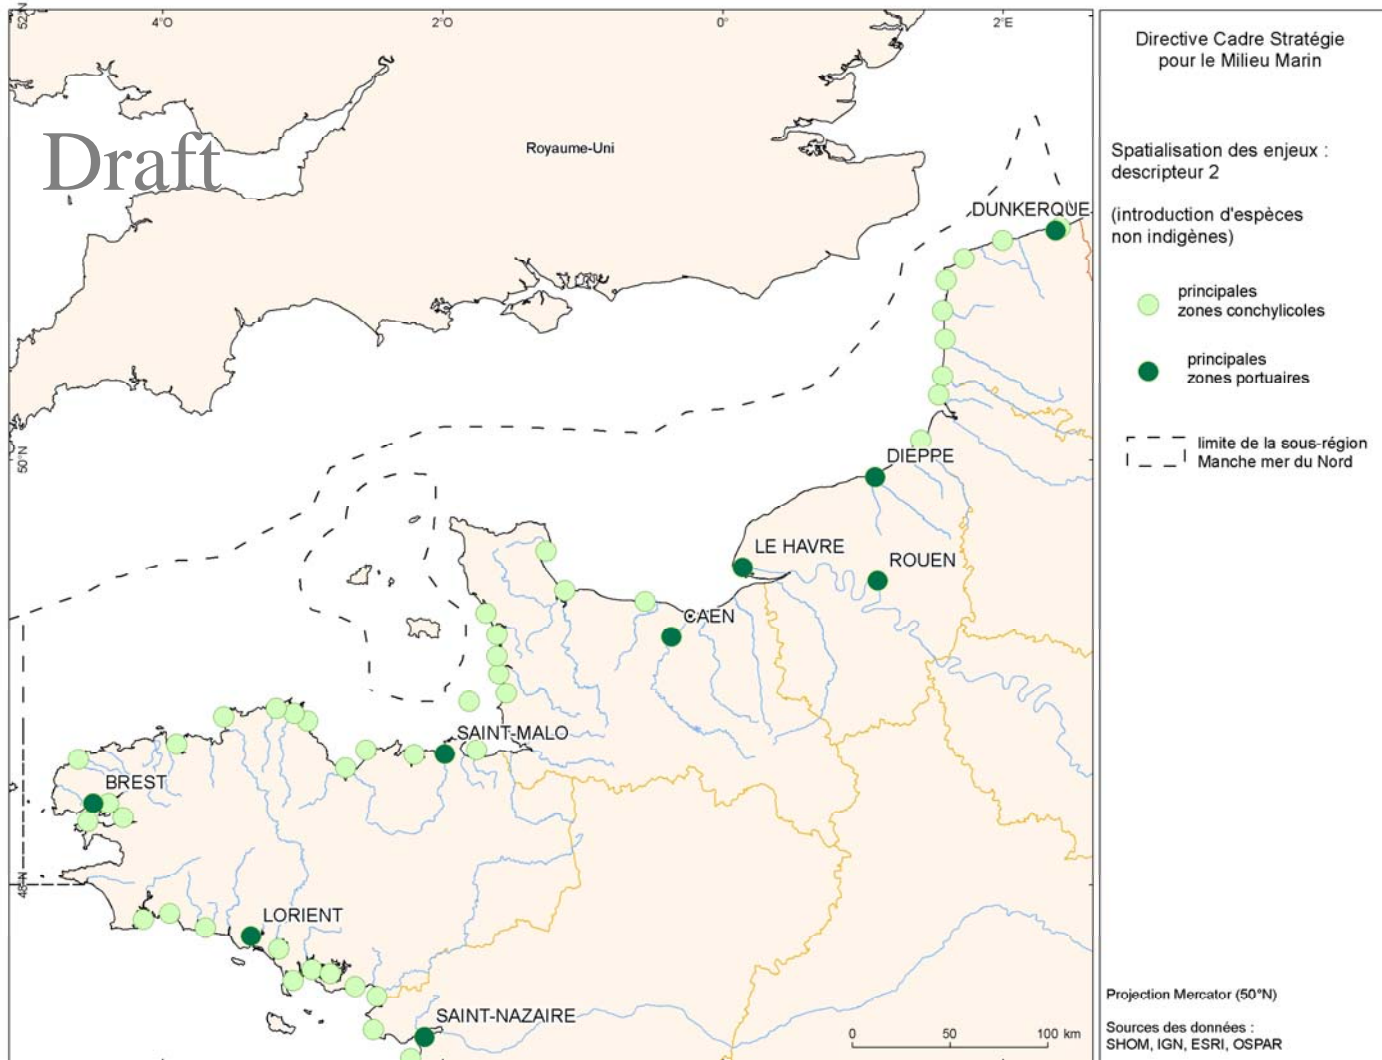 4°O
2°O
0°
2°E
52°N
50°N
48°N
Draft
Royaume-Uni
DUNKERQUE
DIEPPE
LE HAVRE
ROUEN
CAEN
SAINT-MALO
BREST
LORIENT
SAINT-NAZAIRE
0 50 100 km
Directive Cadre Stratégie
pour le Milieu Marin
Spatialisation des enjeux :
descripteur 2
(introduction d'espèces
non indigènes)
principales
zones conchylicoles
principales
zones portuaires
limite de la sous-région
Manche mer du Nord
Projection Mercator (50°N)
Sources des données :
SHOM, IGN, ESRI, OSPAR